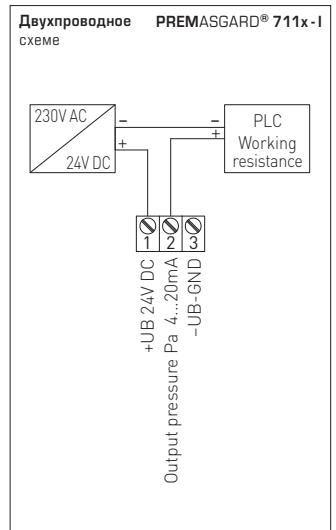 Двухпроводное PREMASGARD® 711x-I
схеме
230V AC
24V DC
–
+
–
+
PLC
Working
resistance
1 2 3
+UB 24V DC
Output pressure Pa 4...20mA
–UB-GND